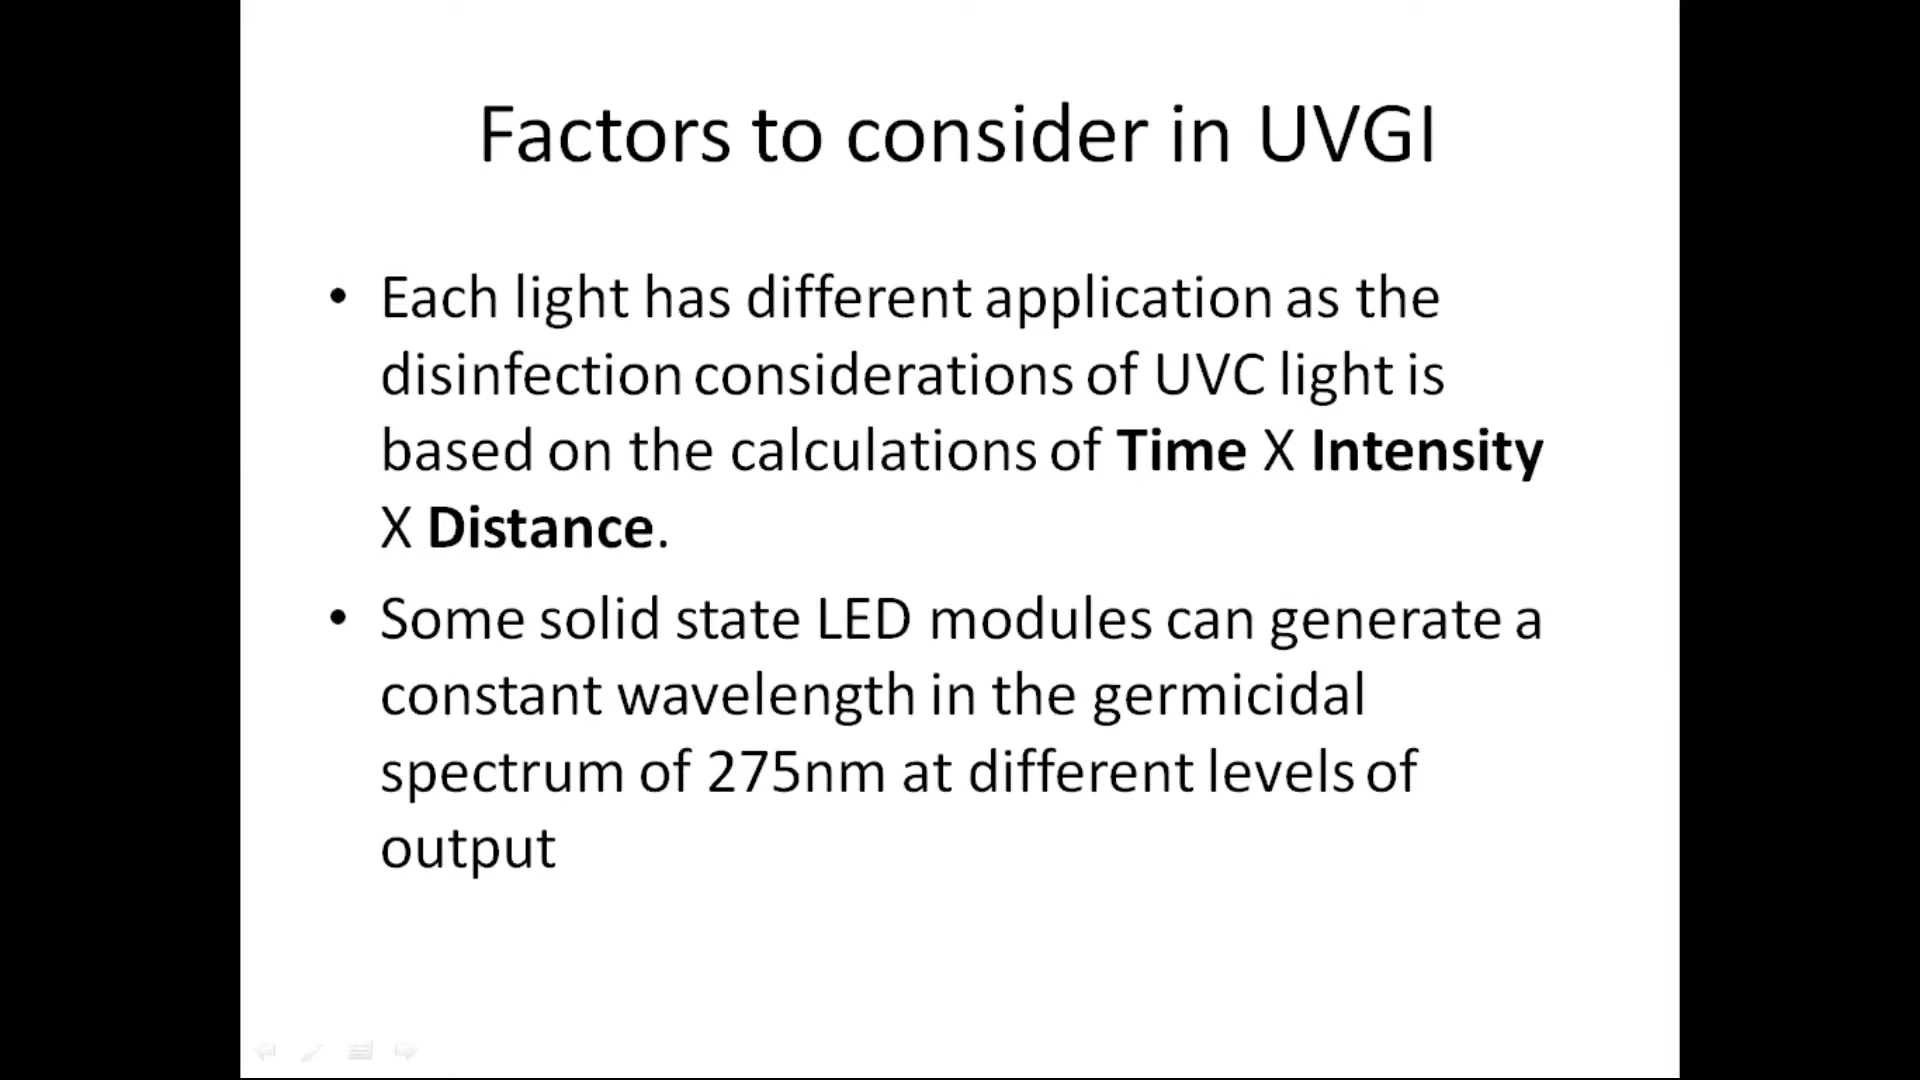 Factors to consider in UVGI
• Each light has different application as the
disinfection considerations of UVC light is
based on the calculations of Time X Intensity
X Distance.
• Some solid state LED modules can generate a
constant wavelength in the germicidal
spectrum of 275nm at different levels of
output